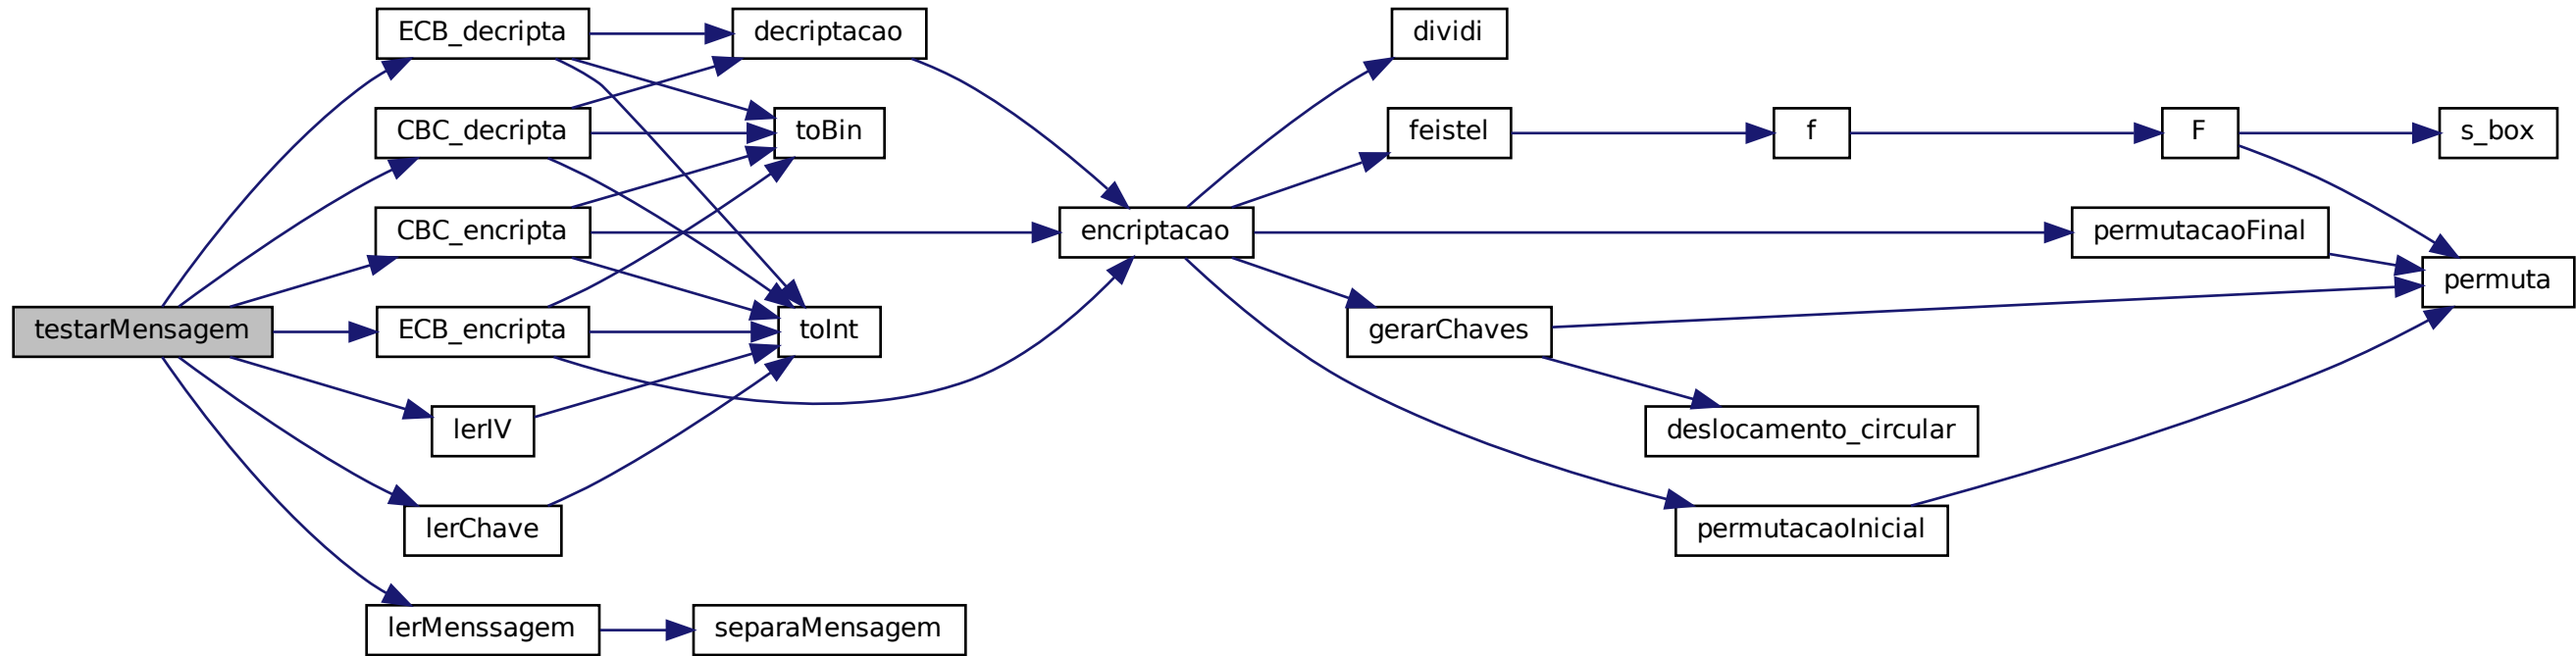 testarMensagem
ECB_decripta
CBC_decripta
CBC_encripta
ECB_encripta
lerIV
lerChave
lerMenssagem
decriptacao
toBin
toInt
separaMensagem
encriptacao
dividi
feistel
gerarChaves
f
deslocamento_circular
permutacaoInicial
F
permutacaoFinal
s_box
permuta